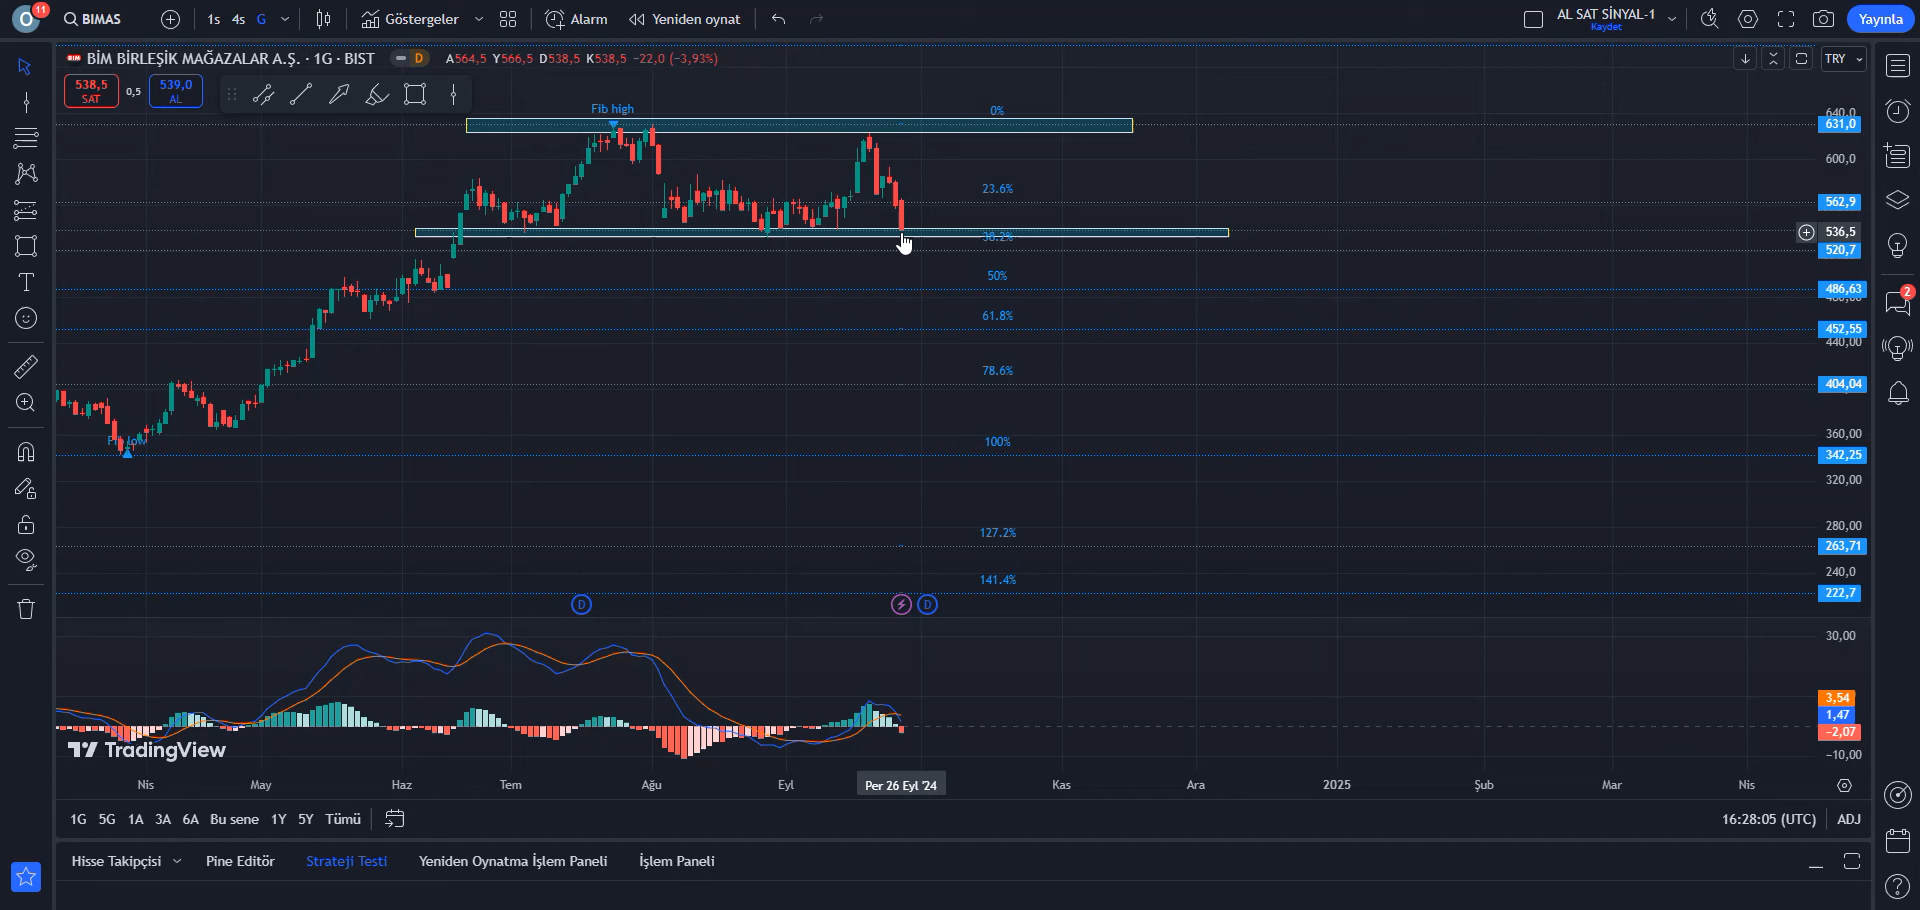 O 11
BIMAS
1s 4s G
Göstergeler
Alarm
Yeniden oynat
AL SAT SİNYAL-1
Kaydet
Yayınla
BİM BİRLEŞİK MAĞAZALAR A.Ş. · 1G · BIST
D
A564,5 Y566,5 D538,5 K538,5 −22,0 (−3,93%)
TRY
538,5
SAT
0,5
539,0
AL
Fib high
0%
640,0
631,0
600,0
23.6%
562,9
38.2%
536,5
520,7
50%
486,63
61.8%
452,55
440,00
78.6%
404,04
360,00
100%
342,25
320,00
280,00
127.2%
263,71
240,0
141.4%
222,7
D
D
30,00
3,54
1,47
−2,07
−10,00
2
TradingView
Nis May Haz Tem Ağu Eyl Per 26 Eyl '24 Kas Ara 2025 Şub Mar Nis
1G 5G 1A 3A 6A Bu sene 1Y 5Y Tümü
16:28:05 (UTC) ADJ
Hisse Takipçisi Pine Editör Strateji Testi Yeniden Oynatma İşlem Paneli İşlem Paneli